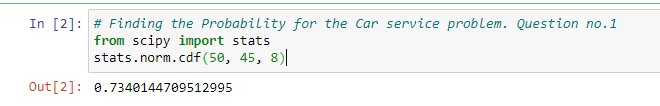 In [2]: # Finding the Probability for the Car service problem. Question no.1
from scipy import stats
stats.norm.cdf(50, 45, 8)
Out[2]: 0.7340144709512995